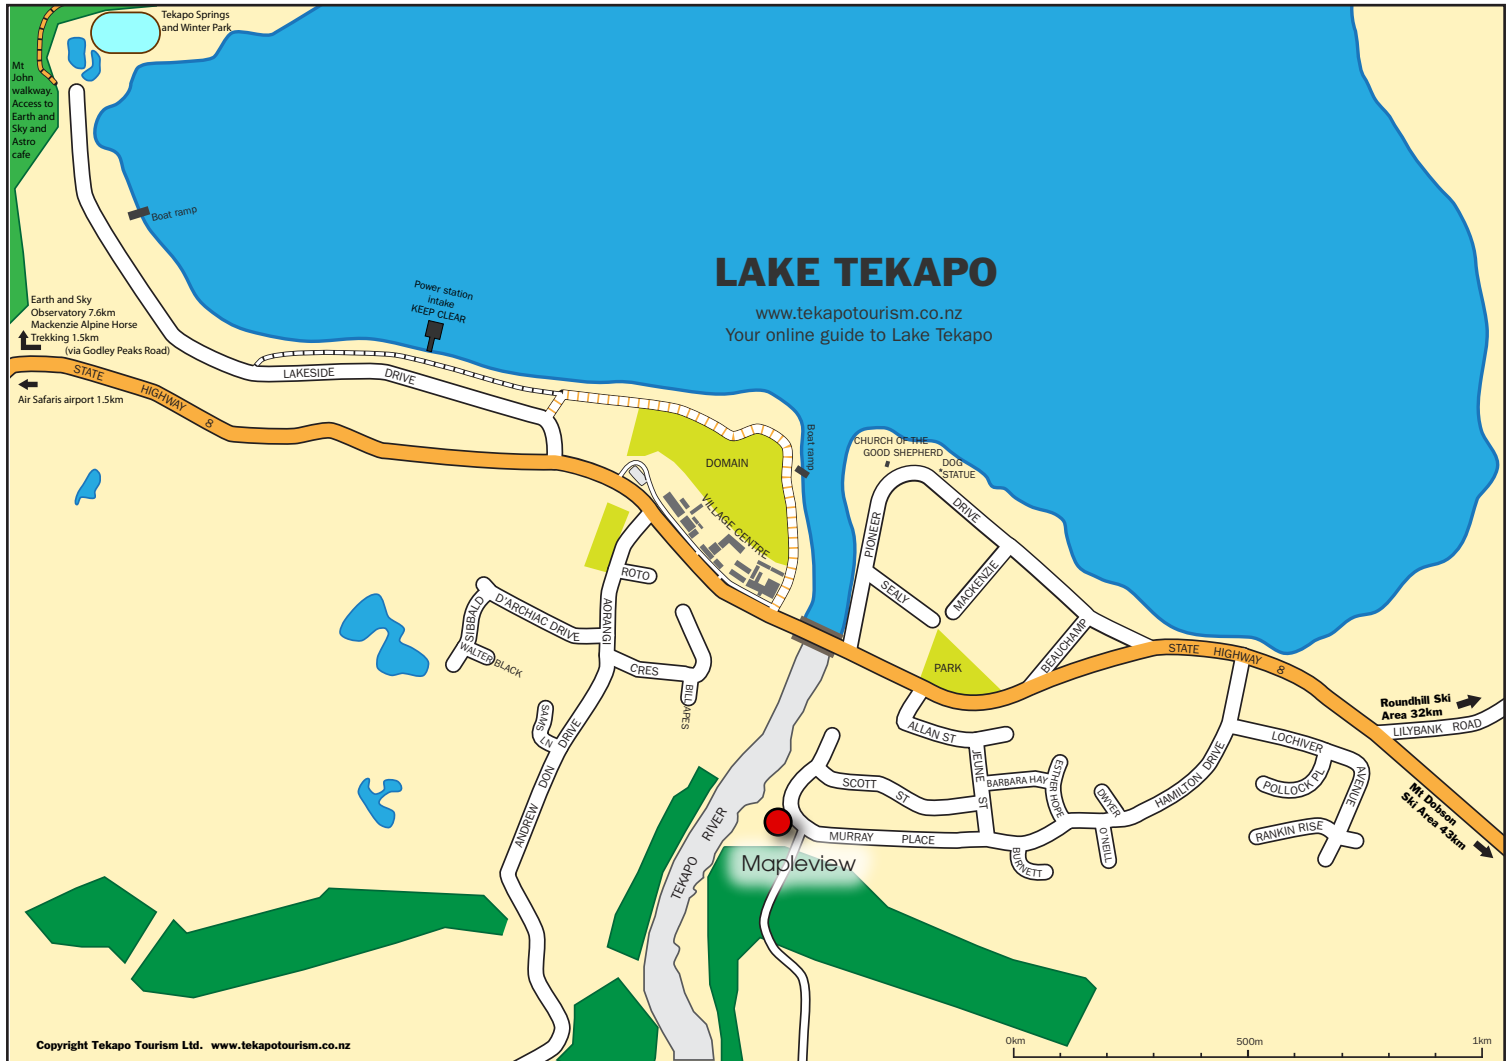 Tekapo Springs
and Winter Park
Mt
John
walkway.
Access to
Earth and
Sky and
Astro
cafe
Boat ramp
LAKE TEKAPO
www.tekapotourism.co.nz
Your online guide to Lake Tekapo
Power station
intake
KEEP CLEAR
Earth and Sky
Observatory 7.6km
Mackenzie Alpine Horse
Trekking 1.5km
(via Godley Peaks Road)
STATE HIGHWAY 8
Air Safaris airport 1.5km
LAKESIDE DRIVE
Boat ramp
CHURCH OF THE
GOOD SHEPHERD
DOG
*STATUE
DOMAIN
VILLAGE CENTRE
PIONEER DRIVE
SEALY
MACKENZIE
BEAUCHAMP
PARK
ROTO
AORANGI
CRES
D'ARCHIAC DRIVE
SIBBALD
WALTER BLACK
BILL APES
SAMS
LN
ANDREW DON DRIVE
STATE HIGHWAY 8
Roundhill Ski
Area 32km
LILYBANK ROAD
Mt Dobson
Ski Area 43km
ALLAN ST
JEUNE ST
BARBARA HAY
ESTHER HOPE
DWYER
O'NEILL
HAMILTON DRIVE
LOCHIVER
AVENUE
POLLOCK PL
RANKIN RISE
SCOTT ST
MURRAY PLACE
BURNETT
TEKAPO RIVER
Mapleview
Copyright Tekapo Tourism Ltd. www.tekapotourism.co.nz
0km 500m 1km